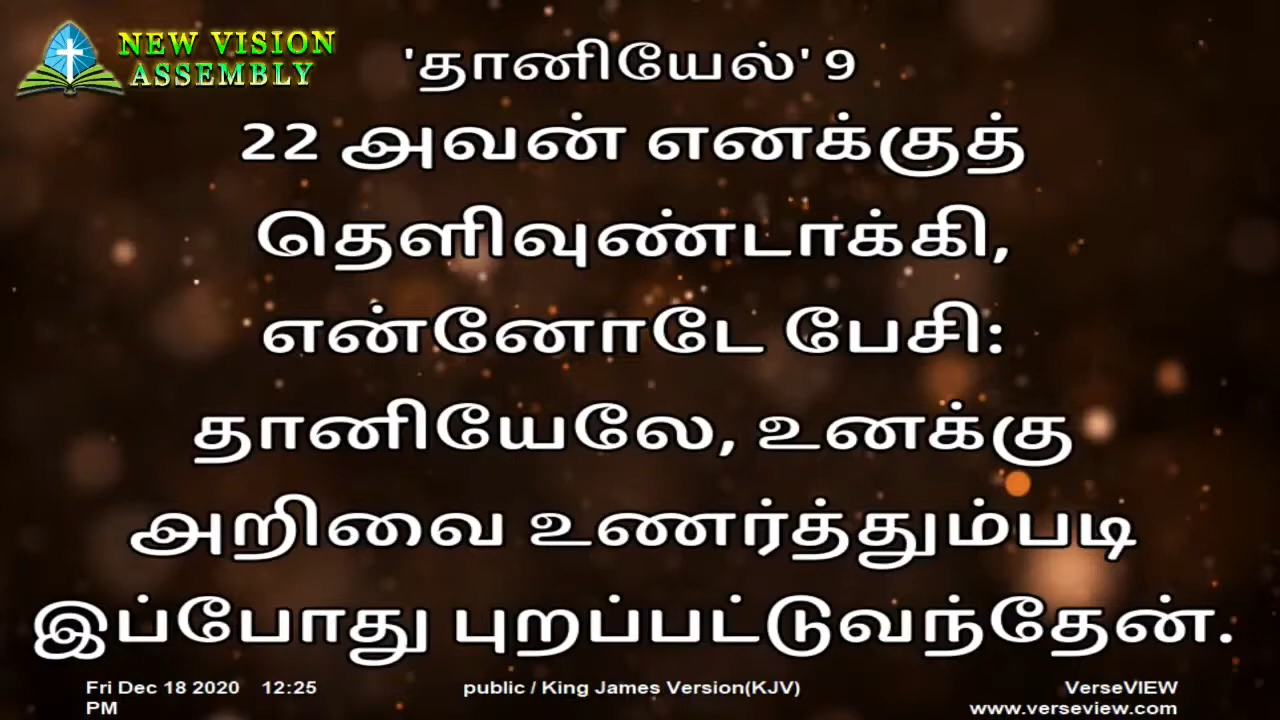 NEW VISION
ASSEMBLY
'தானியேல்' 9
22 அவன் எனக்குத்
தெளிவுண்டாக்கி,
என்னோடே பேசி:
தானியேலே, உனக்கு
அறிவை உணர்த்தும்படி
இப்போது புறப்பட்டுவந்தேன்.
Fri Dec 18 2020 12:25
PM
public / King James Version(KJV)
VerseVIEW
www.verseview.com